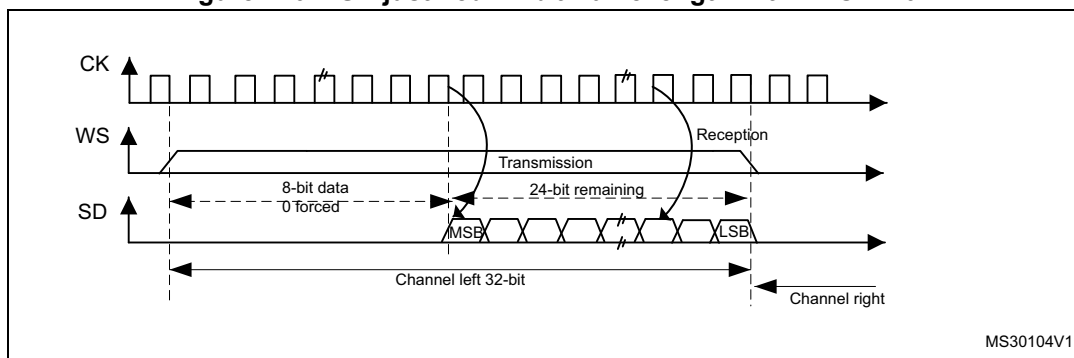 CK
WS
Reception
Transmission
8-bit data
0 forced
24-bit remaining
SD
MSB
LSB
Channel left 32-bit
Channel right
MS30104V1